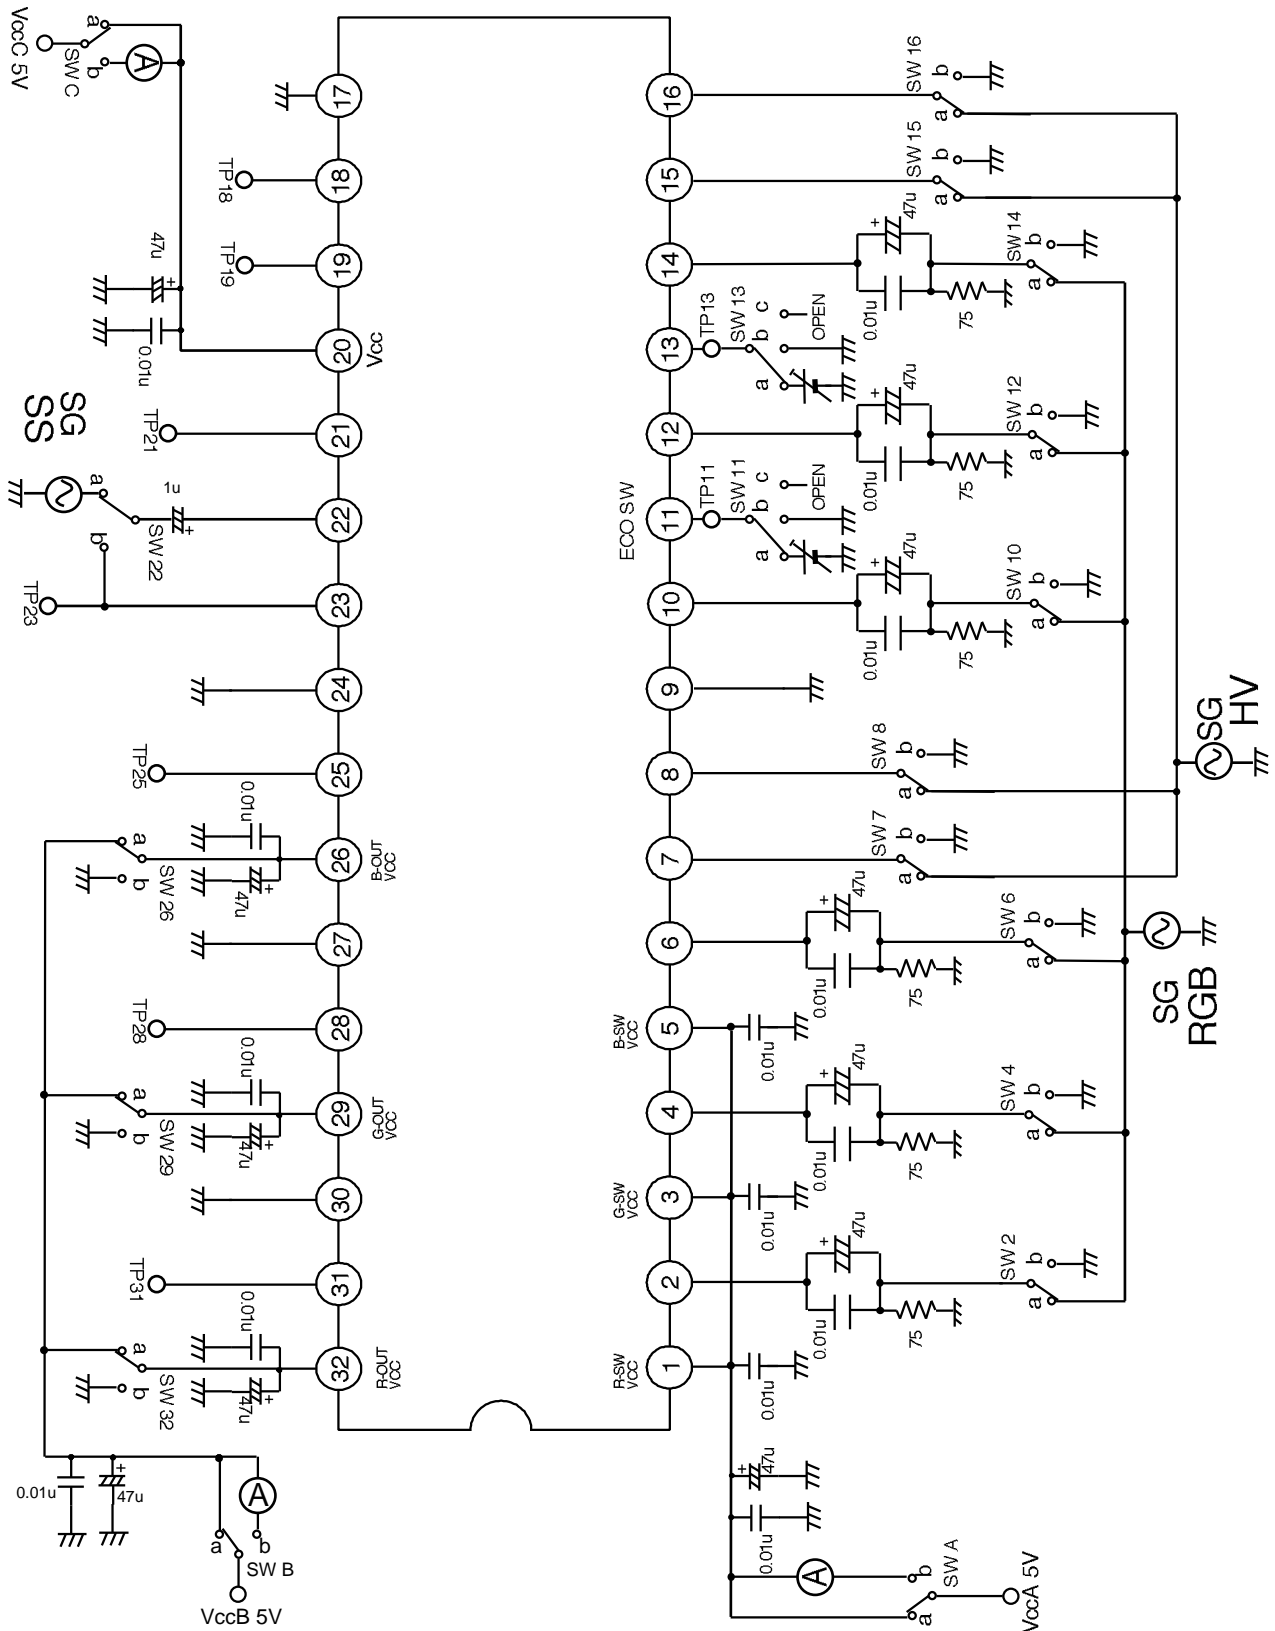 VccC 5V
a
b
SW C
A
17
18
TP18
19
TP19
20
Vcc
47u
+
0.01u
21
TP21
SG
SS
a
b
SW 22
1u
+
22
23
TP23
24
25
TP25
26
B-OUT
VCC
0.01u
47u
+
a
b
SW 26
27
28
TP28
29
G-OUT
VCC
0.01u
47u
+
a
b
SW 29
30
31
TP31
32
R-OUT
VCC
0.01u
47u
+
a
b
SW 32
0.01u
+
47u
A
a
b
SW B
VccB 5V
16
SW 16
b
a
15
SW 15
b
a
14
+
47u
0.01u
75
SW 14
b
a
13
TP13
SW 13
a
b
c
OPEN
12
+
47u
0.01u
75
SW 12
b
a
ECO SW
11
TP11
SW 11
a
b
c
OPEN
10
+
47u
0.01u
75
SW 10
b
a
9
SG
HV
8
SW 8
b
a
7
SW 7
b
a
6
+
47u
0.01u
75
SW 6
b
a
SG
RGB
B-SW
VCC
5
0.01u
4
+
47u
0.01u
75
SW 4
b
a
G-SW
VCC
3
0.01u
2
+
47u
0.01u
75
SW 2
b
a
R-SW
VCC
1
0.01u
+
47u
0.01u
A
b
a
SW A
VccA 5V